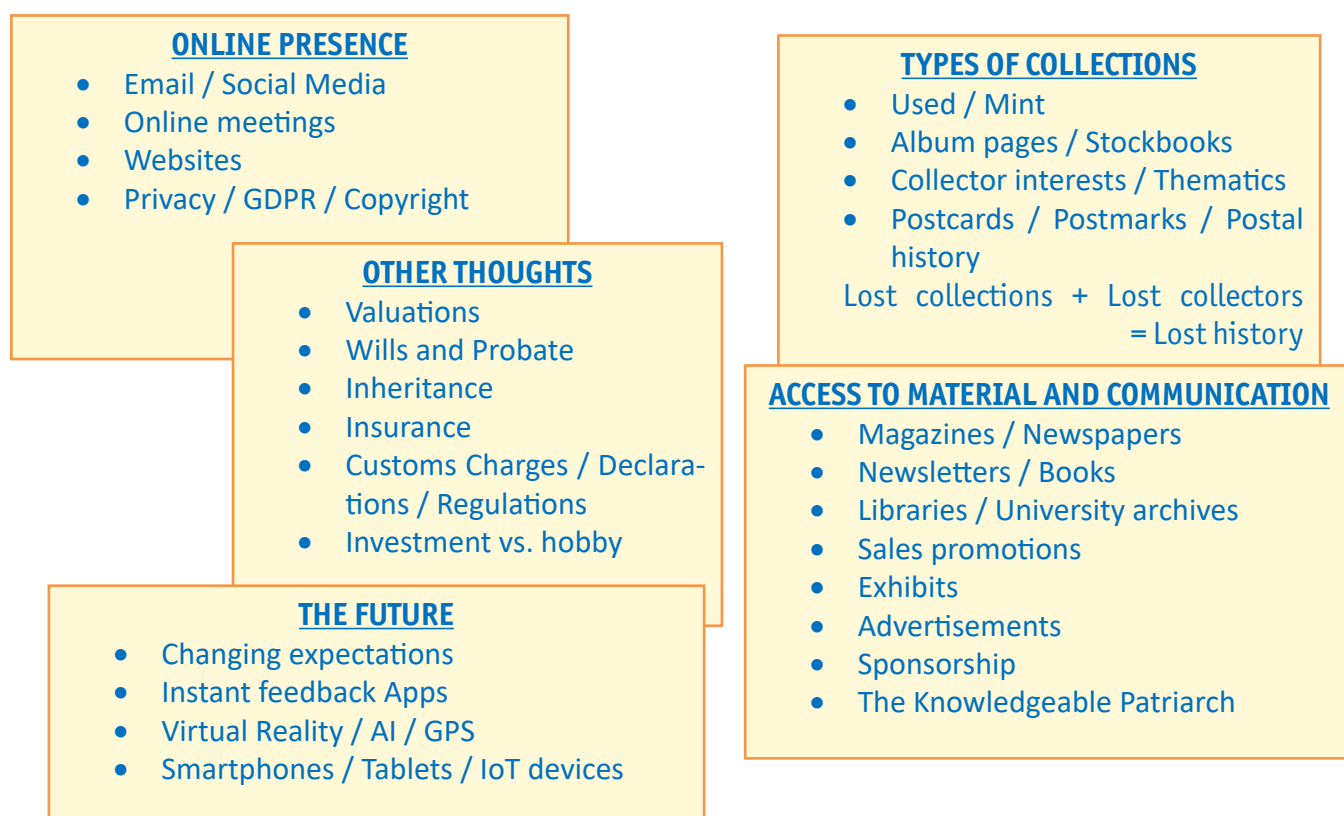 ONLINE PRESENCE
• Email / Social Media
• Online meetings
• Websites
• Privacy / GDPR / Copyright
OTHER THOUGHTS
• Valuations
• Wills and Probate
• Inheritance
• Insurance
• Customs Charges / Declara-
tions / Regulations
• Investment vs. hobby
THE FUTURE
• Changing expectations
• Instant feedback Apps
• Virtual Reality / AI / GPS
• Smartphones / Tablets / IoT devices
TYPES OF COLLECTIONS
• Used / Mint
• Album pages / Stockbooks
• Collector interests / Thematics
• Postcards / Postmarks / Postal
history
Lost collections + Lost collectors
= Lost history
ACCESS TO MATERIAL AND COMMUNICATION
• Magazines / Newspapers
• Newsletters / Books
• Libraries / University archives
• Sales promotions
• Exhibits
• Advertisements
• Sponsorship
• The Knowledgeable Patriarch